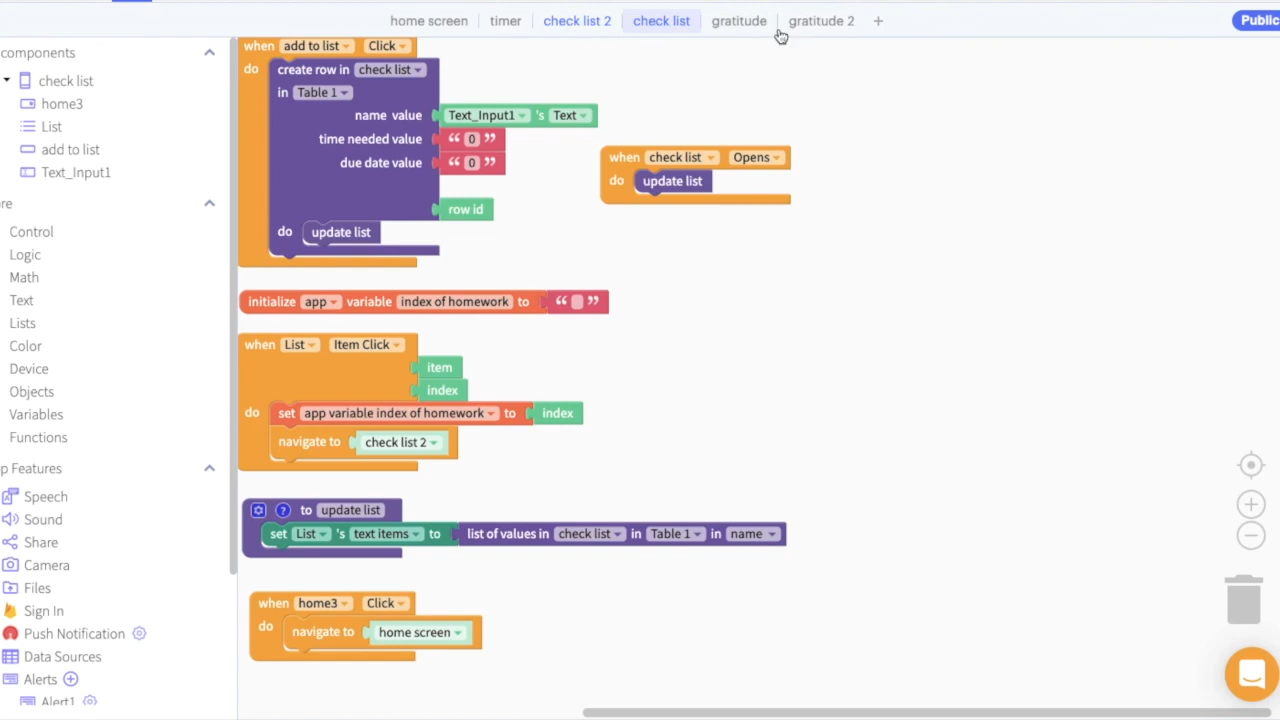 home screen timer check list 2 check list gratitude gratitude 2 +
Public
components
check list
home3
List
add to list
Text_Input1
re
Control
Logic
Math
Text
Lists
Color
Device
Objects
Variables
Functions
p Features
Speech
Sound
Share
Camera
Files
Sign In
Push Notification
Data Sources
Alerts
Alert1
when add to list Click
do create row in check list
in Table 1
name value Text_Input1 's Text
time needed value “ 0 ”
due date value “ 0 ”
row id
do update list
when check list Opens
do update list
initialize app variable index of homework to “ ”
when List Item Click
item
index
do set app variable index of homework to index
navigate to check list 2
? to update list
set List 's text items to list of values in check list in Table 1 in name
when home3 Click
do navigate to home screen